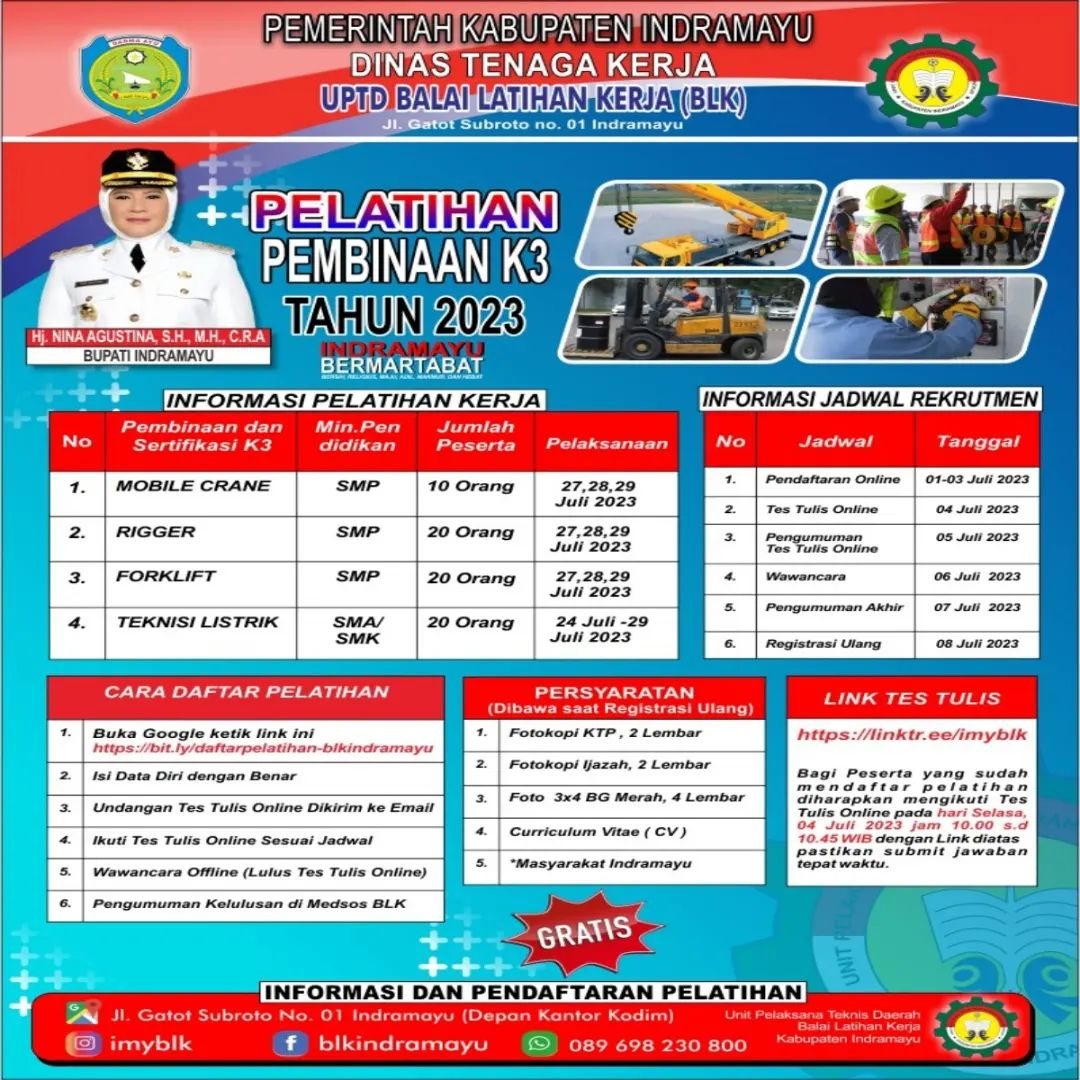 PEMERINTAH KABUPATEN INDRAMAYU
DINAS TENAGA KERJA
UPTD BALAI LATIHAN KERJA (BLK)
Jl. Gatot Subroto no. 01 Indramayu
PELATIHAN
PEMBINAAN K3
TAHUN 2023
INDRAMAYU
BERMARTABAT
Hj. NINA AGUSTINA, S.H., M.H., C.R.A
BUPATI INDRAMAYU
INFORMASI PELATIHAN KERJA
No Pembinaan dan Sertifikasi K3 Min.Pen didikan Jumlah Peserta Pelaksanaan
1. MOBILE CRANE SMP 10 Orang 27,28,29 Juli 2023
2. RIGGER SMP 20 Orang 27,28,29 Juli 2023
3. FORKLIFT SMP 20 Orang 27,28,29 Juli 2023
4. TEKNISI LISTRIK SMA/ SMK 20 Orang 24 Juli -29 Juli 2023
INFORMASI JADWAL REKRUTMEN
No Jadwal Tanggal
1. Pendaftaran Online 01-03 Juli 2023
2. Tes Tulis Online 04 Juli 2023
3. Pengumuman Tes Tulis Online 05 Juli 2023
4. Wawancara 06 Juli 2023
5. Pengumuman Akhir 07 Juli 2023
6. Registrasi Ulang 08 Juli 2023
CARA DAFTAR PELATIHAN
1. Buka Google ketik link ini
https://bit.ly/daftarpelatihan-blkindramayu
2. Isi Data Diri dengan Benar
3. Undangan Tes Tulis Online Dikirim ke Email
4. Ikuti Tes Tulis Online Sesuai Jadwal
5. Wawancara Offline (Lulus Tes Tulis Online)
6. Pengumuman Kelulusan di Medsos BLK
PERSYARATAN
(Dibawa saat Registrasi Ulang)
1. Fotokopi KTP , 2 Lembar
2. Fotokopi Ijazah, 2 Lembar
3. Foto 3x4 BG Merah, 4 Lembar
4. Curriculum Vitae ( CV )
5. *Masyarakat Indramayu
LINK TES TULIS
https://linktr.ee/imyblk
Bagi Peserta yang sudah
mendaftar pelatihan
diharapkan mengikuti Tes
Tulis Online pada hari Selasa,
04 Juli 2023 jam 10.00 s.d
10.45 WIB dengan Link diatas
pastikan submit jawaban
tepat waktu.
GRATIS
INFORMASI DAN PENDAFTARAN PELATIHAN
Jl. Gatot Subroto No. 01 Indramayu (Depan Kantor Kodim)
imyblk blkindramayu 089 698 230 800
Unit Pelaksana Teknis Daerah
Balai Latihan Kerja
Kabupaten Indramayu